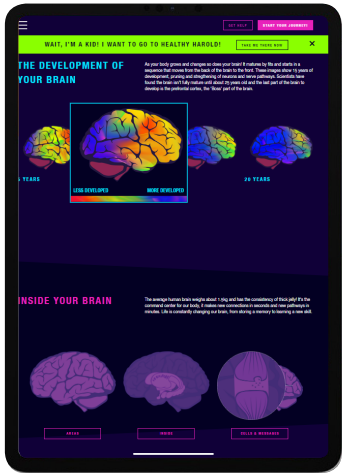 GET HELP
START YOUR JOURNEY!
WAIT, I'M A KID! I WANT TO GO TO HEALTHY HAROLD!
TAKE ME THERE NOW
THE DEVELOPMENT OF
YOUR BRAIN
As your body grows and changes so does your brain! It matures by fits and starts in a
sequence that moves from the back of the brain to the front. These images show 15 years of
development, pruning and strengthening of neurons and nerve pathways. Scientists have
found the brain isn't fully mature until about 25 years old and the last part of the brain to
develop is the prefrontal cortex, the "Boss" part of the brain.
LESS DEVELOPED
MORE DEVELOPED
5 YEARS
20 YEARS
INSIDE YOUR BRAIN
The average human brain weighs about 1.5kg and has the consistency of thick jelly! It's the
command center for our body, it makes new connections in seconds and new pathways in
minutes. Life is constantly changing our brain, from storing a memory to learning a new skill.
AREAS
INSIDE
CELLS & MESSAGES